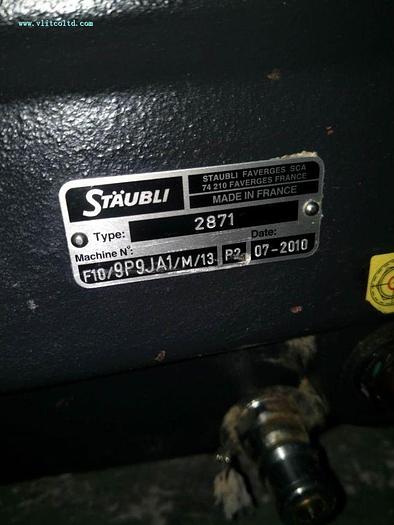 www.vlitcoltd.com
STÄUBLI
STAUBLI FAVERGES SCA
74 210 FAVERGES FRANCE
MADE IN FRANCE
Type: 2871
Machine N°: Date:
F10/9P9JA1/M/13- P2 07-2010